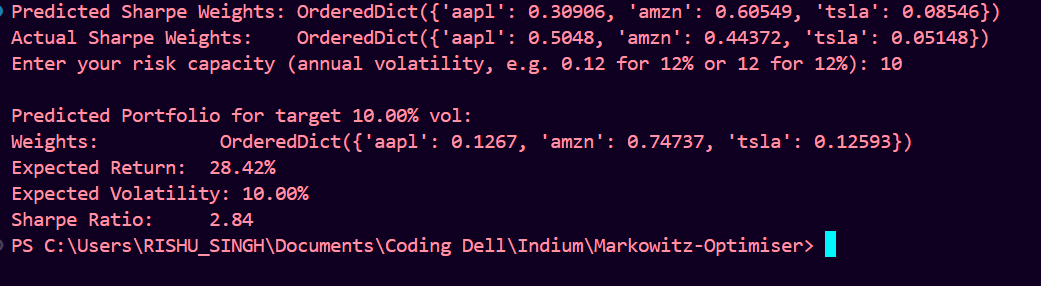 Predicted Sharpe Weights: OrderedDict({'aapl': 0.30906, 'amzn': 0.60549, 'tsla': 0.08546})
Actual Sharpe Weights:    OrderedDict({'aapl': 0.5048, 'amzn': 0.44372, 'tsla': 0.05148})
Enter your risk capacity (annual volatility, e.g. 0.12 for 12% or 12 for 12%): 10

Predicted Portfolio for target 10.00% vol:
Weights:           OrderedDict({'aapl': 0.1267, 'amzn': 0.74737, 'tsla': 0.12593})
Expected Return:  28.42%
Expected Volatility: 10.00%
Sharpe Ratio:     2.84
PS C:\Users\RISHU_SINGH\Documents\Coding Dell\Indium\Markowitz-Optimiser>